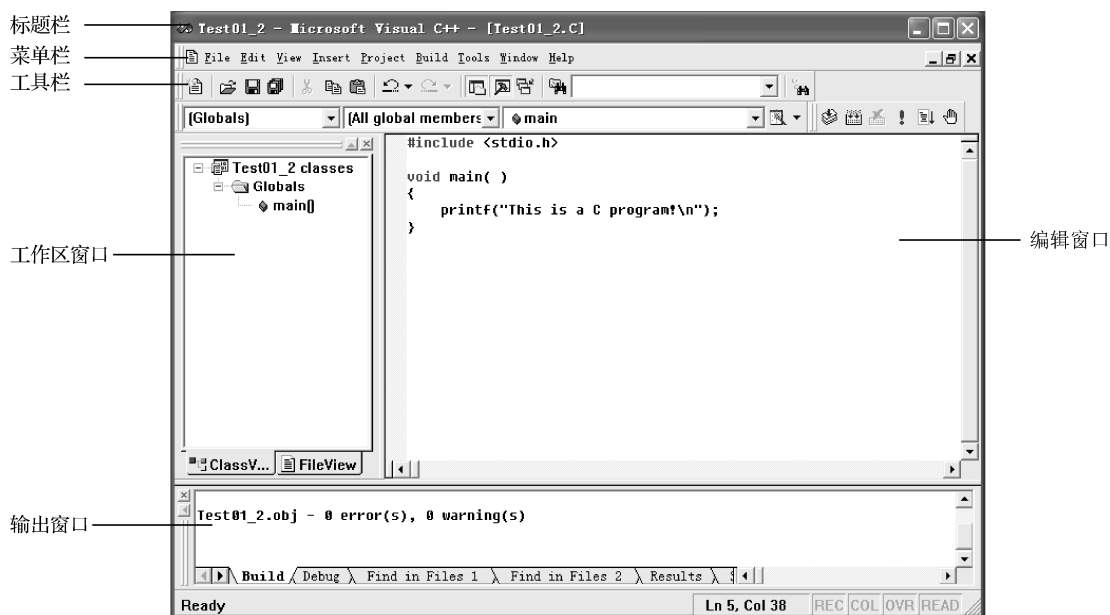 标题栏
Test01_2 - Microsoft Visual C++ - [Test01_2.C]
菜单栏
File Edit View Insert Project Build Tools Window Help
工具栏
(Globals) (All global members main
#include <stdio.h>
void main( )
{
printf("This is a C program!\n");
}
Test01_2 classes
Globals
main()
工作区窗口
编辑窗口
ClassV... FileView
输出窗口
Test01_2.obj - 0 error(s), 0 warning(s)
Build Debug Find in Files 1 Find in Files 2 Results
Ready Ln 5, Col 38 REC COL OVR READ